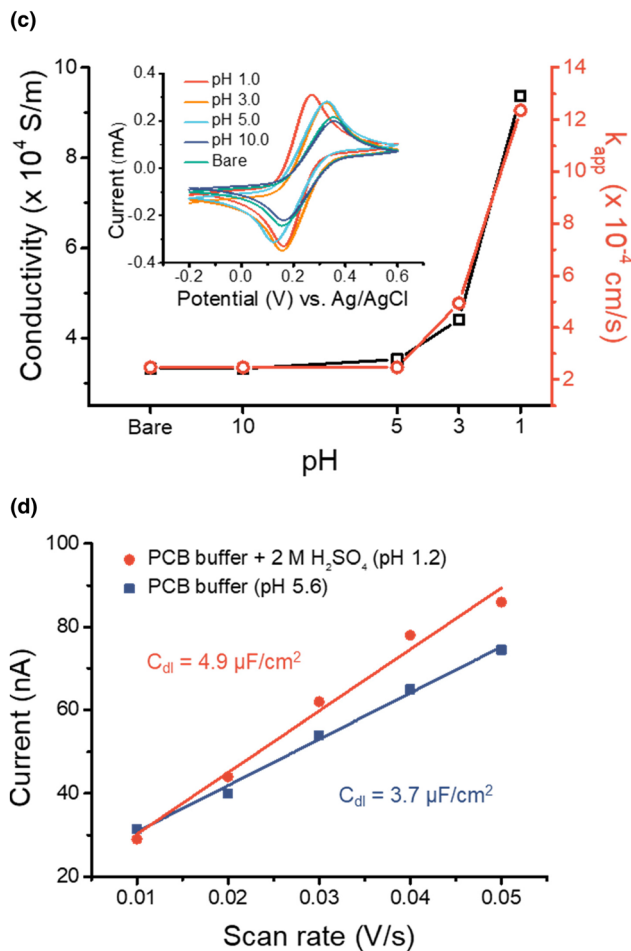 (c)
Conductivity (x 10⁴ S/m)
10
8
6
4
0.4
0.2
0.0
-0.2
-0.4
Current (mA)
pH 1.0
pH 3.0
pH 5.0
pH 10.0
Bare
-0.2 0.0 0.2 0.4 0.6
Potential (V) vs. Ag/AgCl
14
12
10
8
6
4
2
k_app (x 10⁻⁴ cm/s)
Bare 10 5 3 1
pH
(d)
Current (nA)
100
80
60
40
20
PCB buffer + 2 M H₂SO₄ (pH 1.2)
PCB buffer (pH 5.6)
C_dl = 4.9 µF/cm²
C_dl = 3.7 µF/cm²
0.01 0.02 0.03 0.04 0.05
Scan rate (V/s)